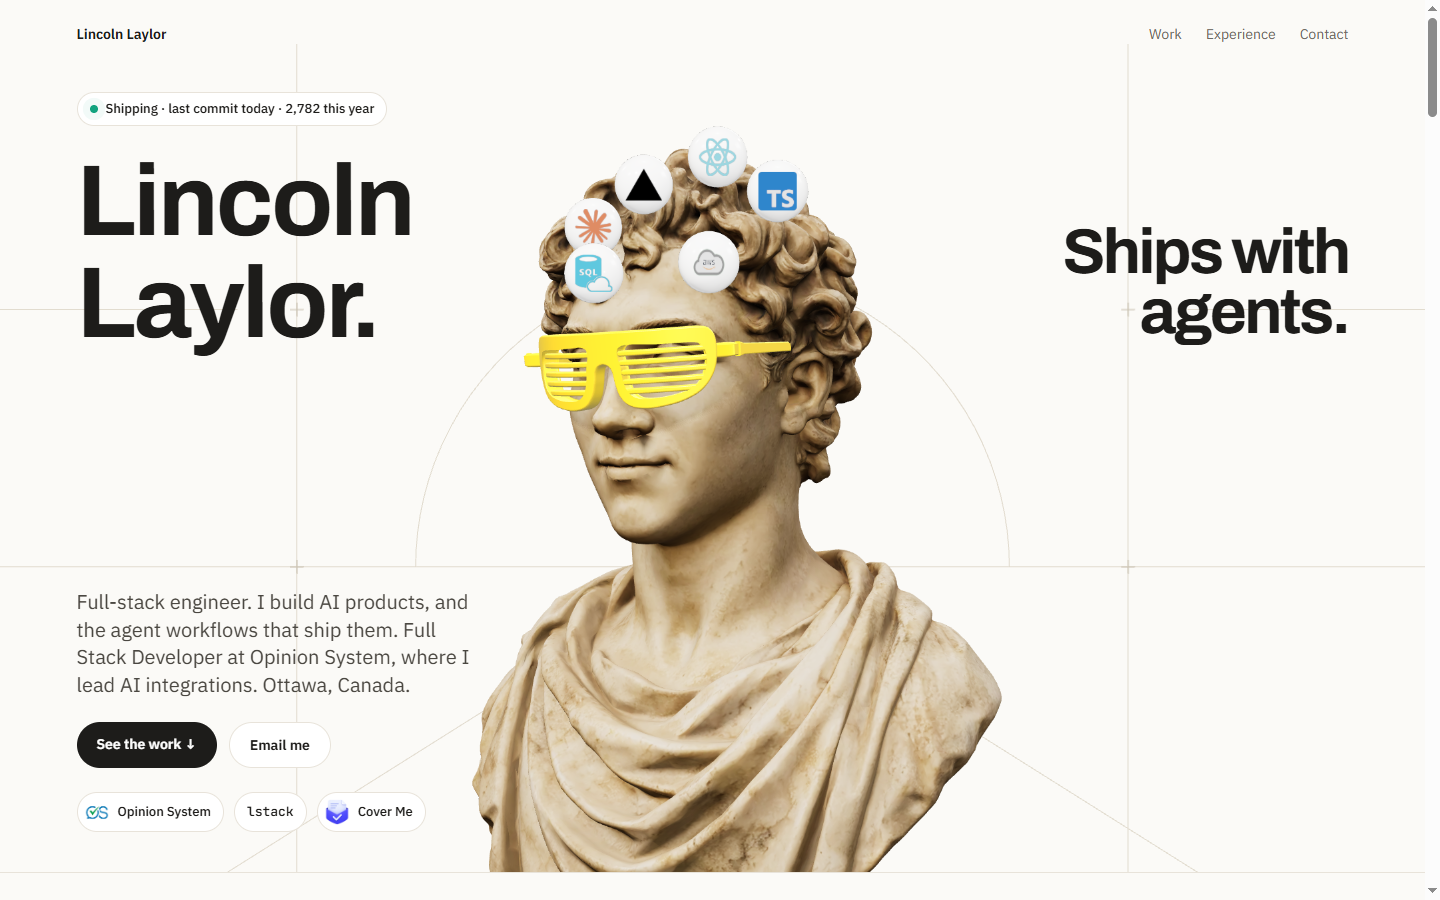 Lincoln Laylor
Work Experience Contact
Shipping · last commit today · 2,782 this year
Lincoln
Laylor.
TS
SQL
aws
Ships with
agents.
Full-stack engineer. I build AI products, and
the agent workflows that ship them. Full
Stack Developer at Opinion System, where I
lead AI integrations. Ottawa, Canada.
See the work ↓
Email me
Opinion System
lstack
Cover Me